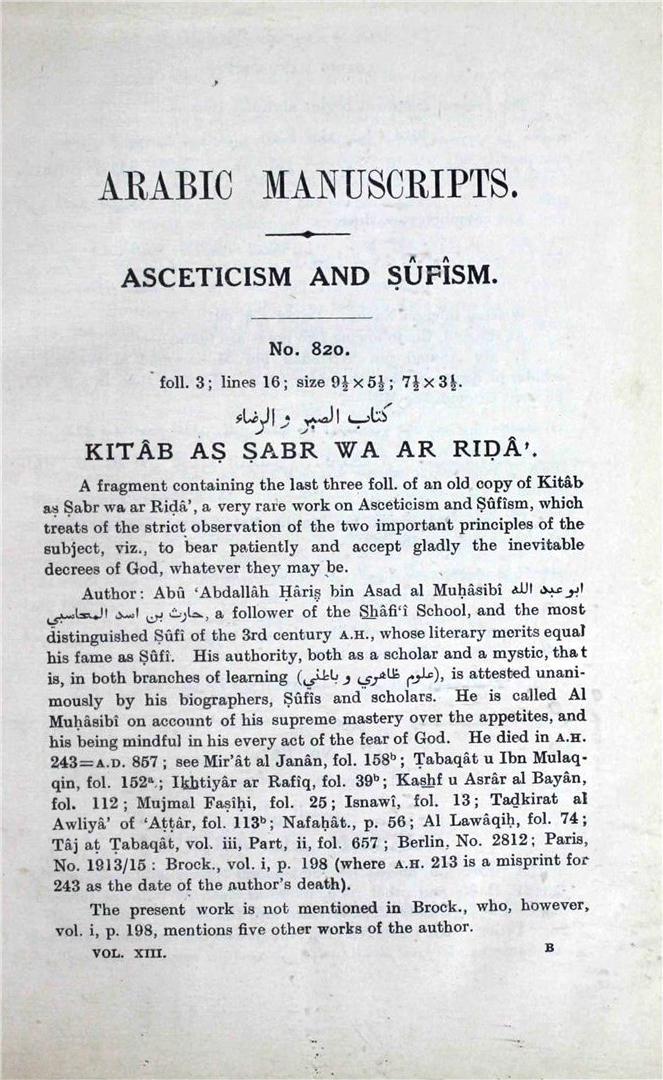 ARABIC MANUSCRIPTS.
ASCETICISM AND ṢÛFÎSM.
No. 820.
foll. 3; lines 16; size 9½×5½; 7½×3½.
كتاب الصبر و الرضاء
KITÂB AṢ ṢABR WA AR RIḌÂ’.
A fragment containing the last three foll. of an old copy of Kitâb
aṣ Ṣabr wa ar Riḍâ’, a very rare work on Asceticism and Ṣûfîsm, which
treats of the strict observation of the two important principles of the
subject, viz., to bear patiently and accept gladly the inevitable
decrees of God, whatever they may be.
Author: Abû ‘Abdallâh Ḥâriṣ bin Asad al Muḥâsibî ابو عبد الله
حارث بن اسد المحاسبي, a follower of the Shâfi‘î School, and the most
distinguished Ṣûfî of the 3rd century A.H., whose literary merits equal
his fame as Ṣûfî. His authority, both as a scholar and a mystic, that
is, in both branches of learning (علوم ظاهري و باطني), is attested unani-
mously by his biographers, Ṣûfîs and scholars. He is called Al
Muḥâsibî on account of his supreme mastery over the appetites, and
his being mindful in his every act of the fear of God. He died in A.H.
243=A.D. 857; see Mir’ât al Janân, fol. 158ᵇ; Ṭabaqât u Ibn Mulaq-
qin, fol. 152ᵃ.; Ikhtiyâr ar Rafîq, fol. 39ᵇ; Kashf u Asrâr al Bayân,
fol. 112; Mujmal Faṣîḥi, fol. 25; Isnawî, fol. 13; Taḏkirat al
Awliyâ’ of ‘Aṭṭâr, fol. 113ᵇ; Nafaḥât., p. 56; Al Lawâqiḥ, fol. 74;
Tâj aṭ Ṭabaqât, vol. iii, Part, ii, fol. 657; Berlin, No. 2812; Paris,
No. 1913/15: Brock., vol. i, p. 198 (where A.H. 213 is a misprint for
243 as the date of the author’s death).
The present work is not mentioned in Brock., who, however,
vol. i, p. 198, mentions five other works of the author.
VOL. XIII. B